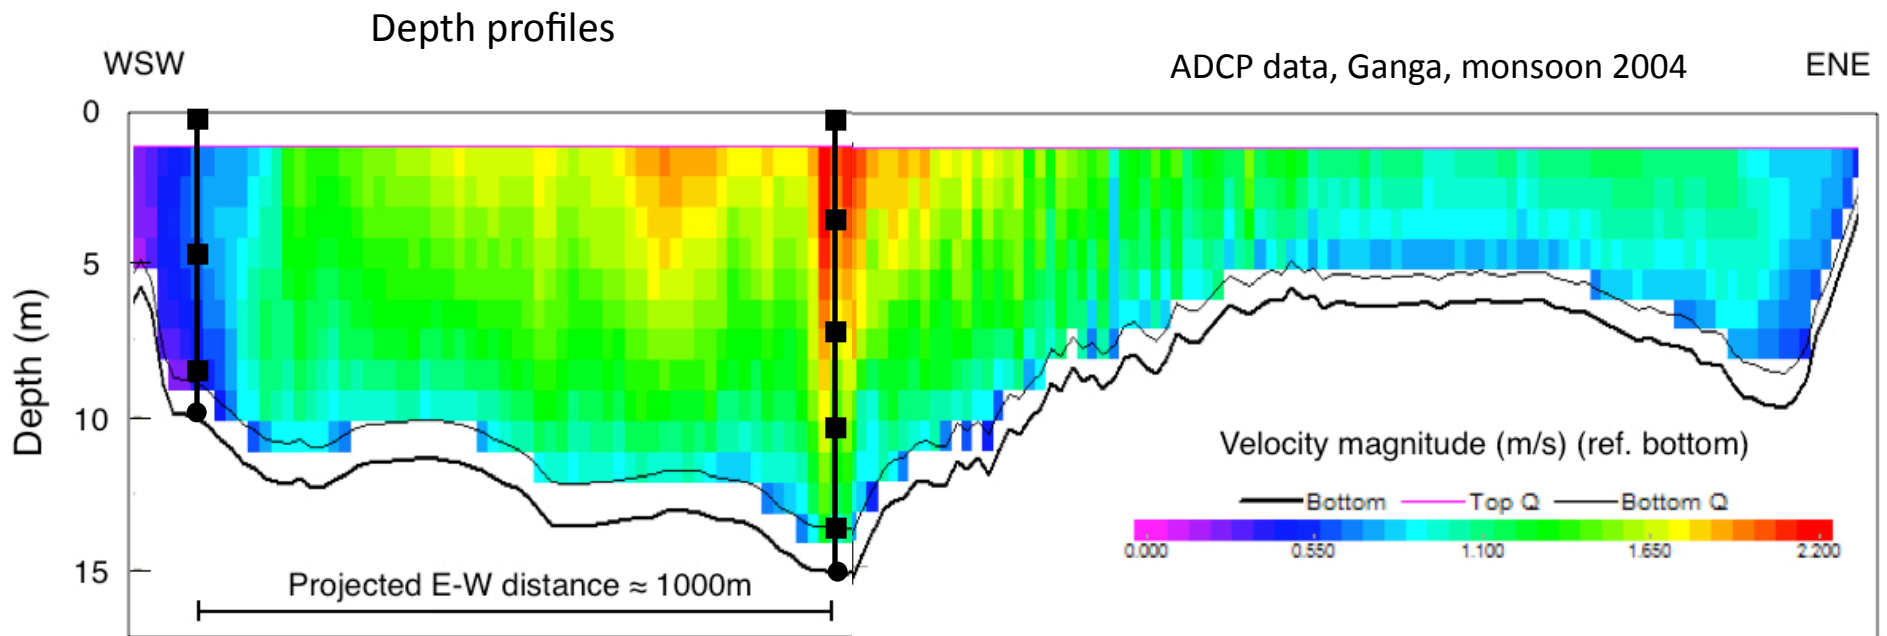 Depth profiles
WSW
ADCP data, Ganga, monsoon 2004
ENE
0
5
10
15
Depth (m)
Projected E-W distance ≈ 1000m
Velocity magnitude (m/s) (ref. bottom)
Bottom Top Q Bottom Q
0.000 0.550 1.100 1.650 2.200